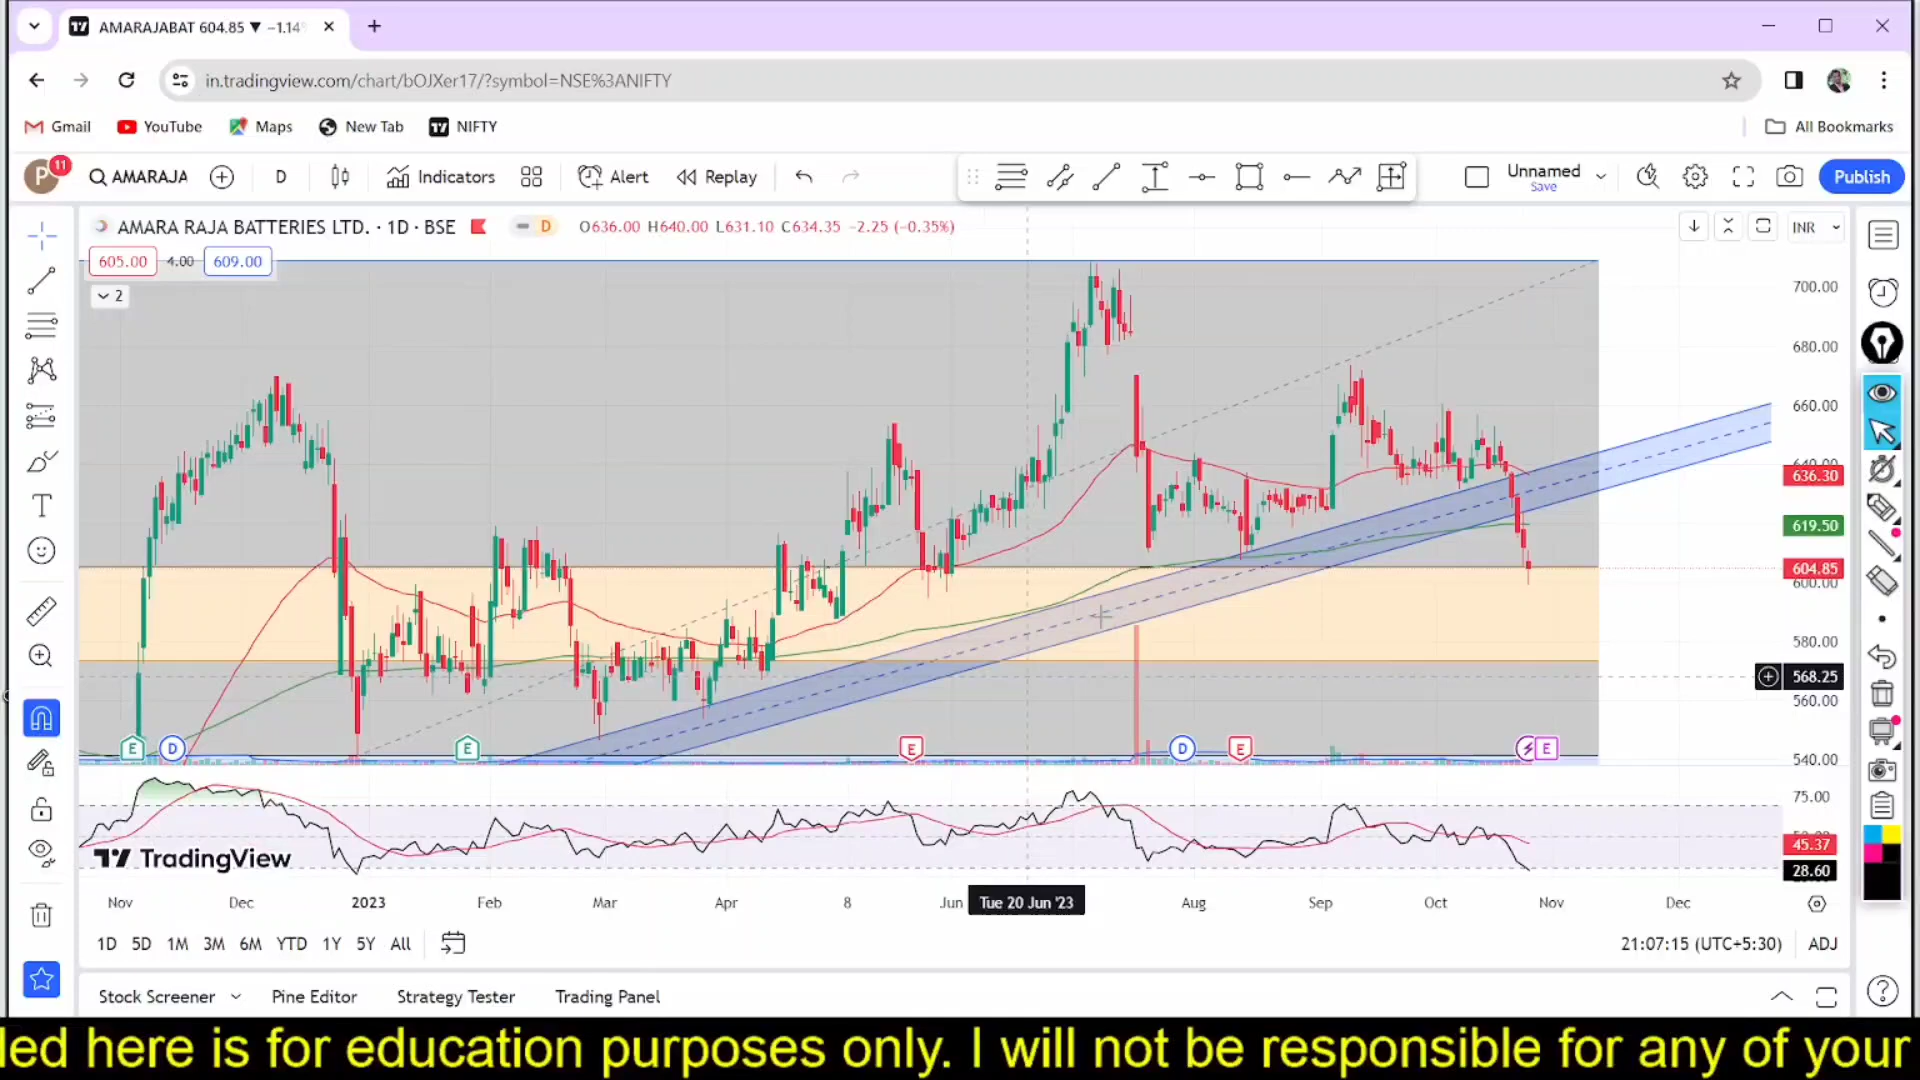 AMARAJABAT 604.85 ▼ −1.14
in.tradingview.com/chart/bOJXer17/?symbol=NSE%3ANIFTY
Gmail YouTube Maps New Tab NIFTY All Bookmarks
P 11 AMARAJA D Indicators Alert Replay Unnamed Save Publish
AMARA RAJA BATTERIES LTD. · 1D · BSE D O636.00 H640.00 L631.10 C634.35 −2.25 (−0.35%) INR
605.00 4.00 609.00
2
700.00
680.00
660.00
636.30
619.50
604.85
600.00
580.00
568.25
560.00
E D E E D E E
540.00
75.00
45.37
TradingView
28.60
Nov Dec 2023 Feb Mar Apr 8 Jun Tue 20 Jun '23 Aug Sep Oct Nov Dec
1D 5D 1M 3M 6M YTD 1Y 5Y All 21:07:15 (UTC+5:30) ADJ
Stock Screener Pine Editor Strategy Tester Trading Panel
led here is for education purposes only. I will not be responsible for any of your